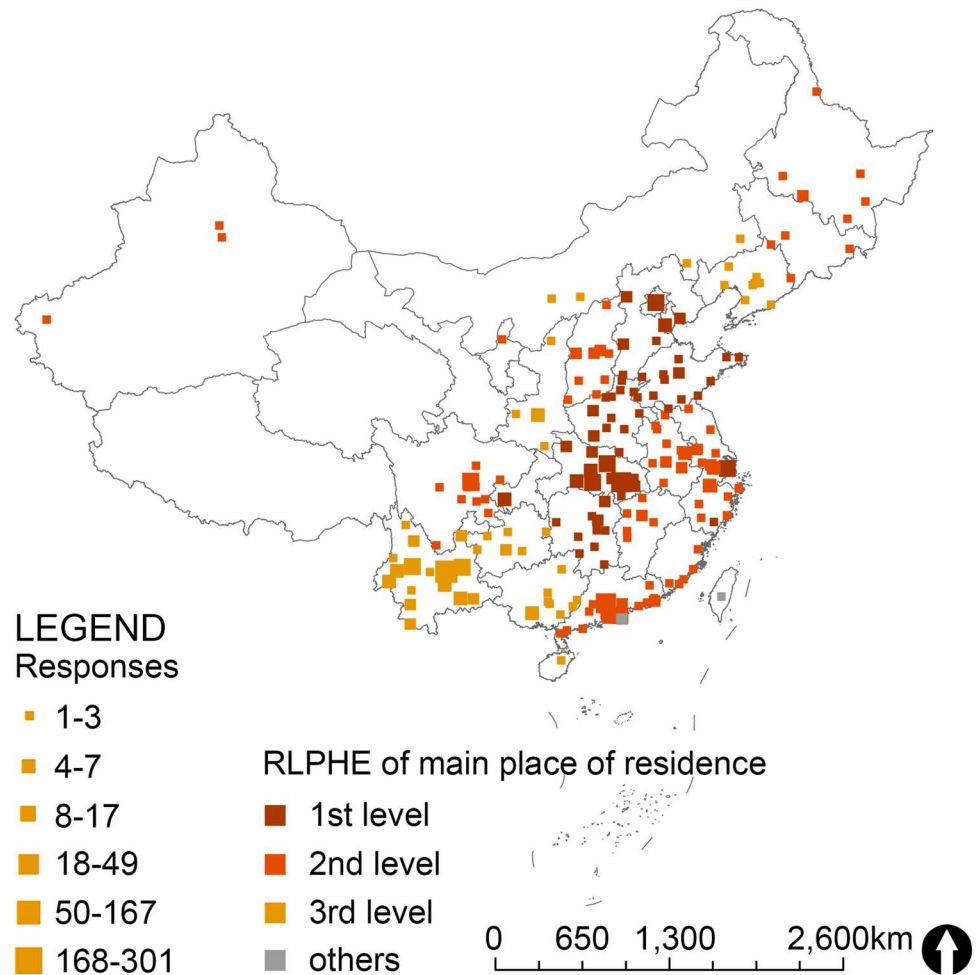 LEGEND
Responses
1-3
4-7
8-17
18-49
50-167
168-301
RLPHE of main place of residence
1st level
2nd level
3rd level
others
0 650 1,300 2,600km